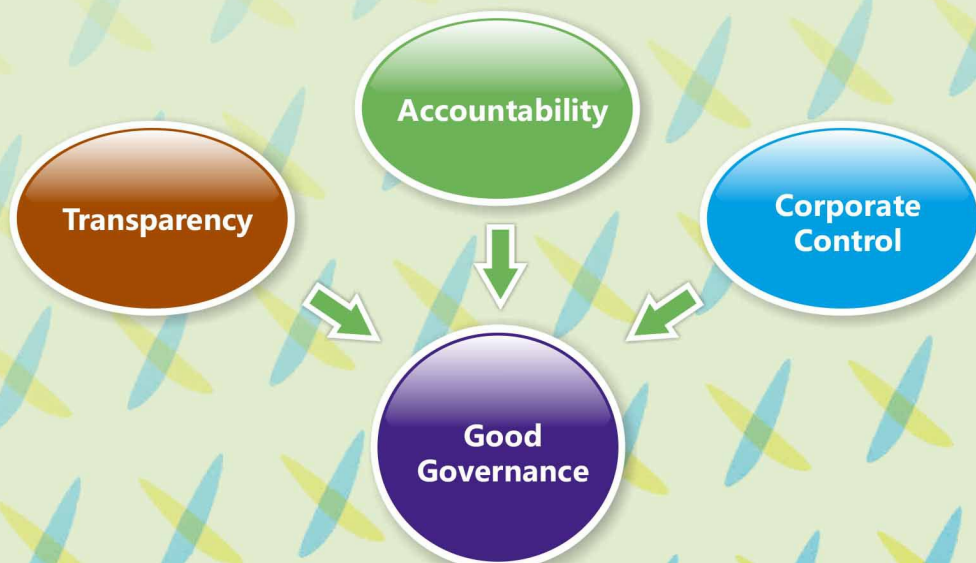 Accountability
Transparency
Corporate
Control
Good
Governance